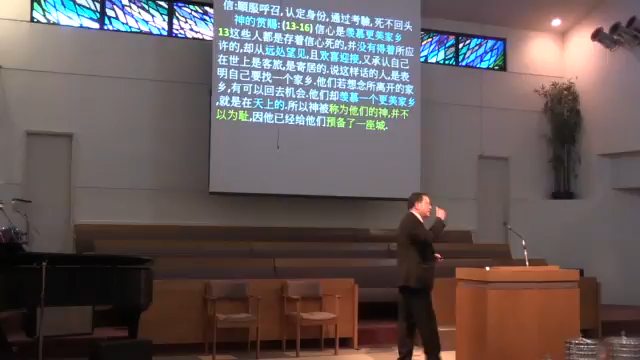 信:顺服呼召, 认定身份, 通过考验, 死不回头
神的赏赐: (13-16) 信心是羡慕更美家乡
13这些人都是存着信心死的,并没有得着所应
许的, 却从远处望见, 且欢喜迎接, 又承认自己
在世上是客旅, 是寄居的. 说这样话的人, 是表
明自己要找一个家乡. 他们若想念所离开的家
乡, 有可以回去机会. 他们却羡慕一个更美家乡
, 就是在天上的. 所以神被称为他们的神, 并不
以为耻, 因他已经给他们预备了一座城.